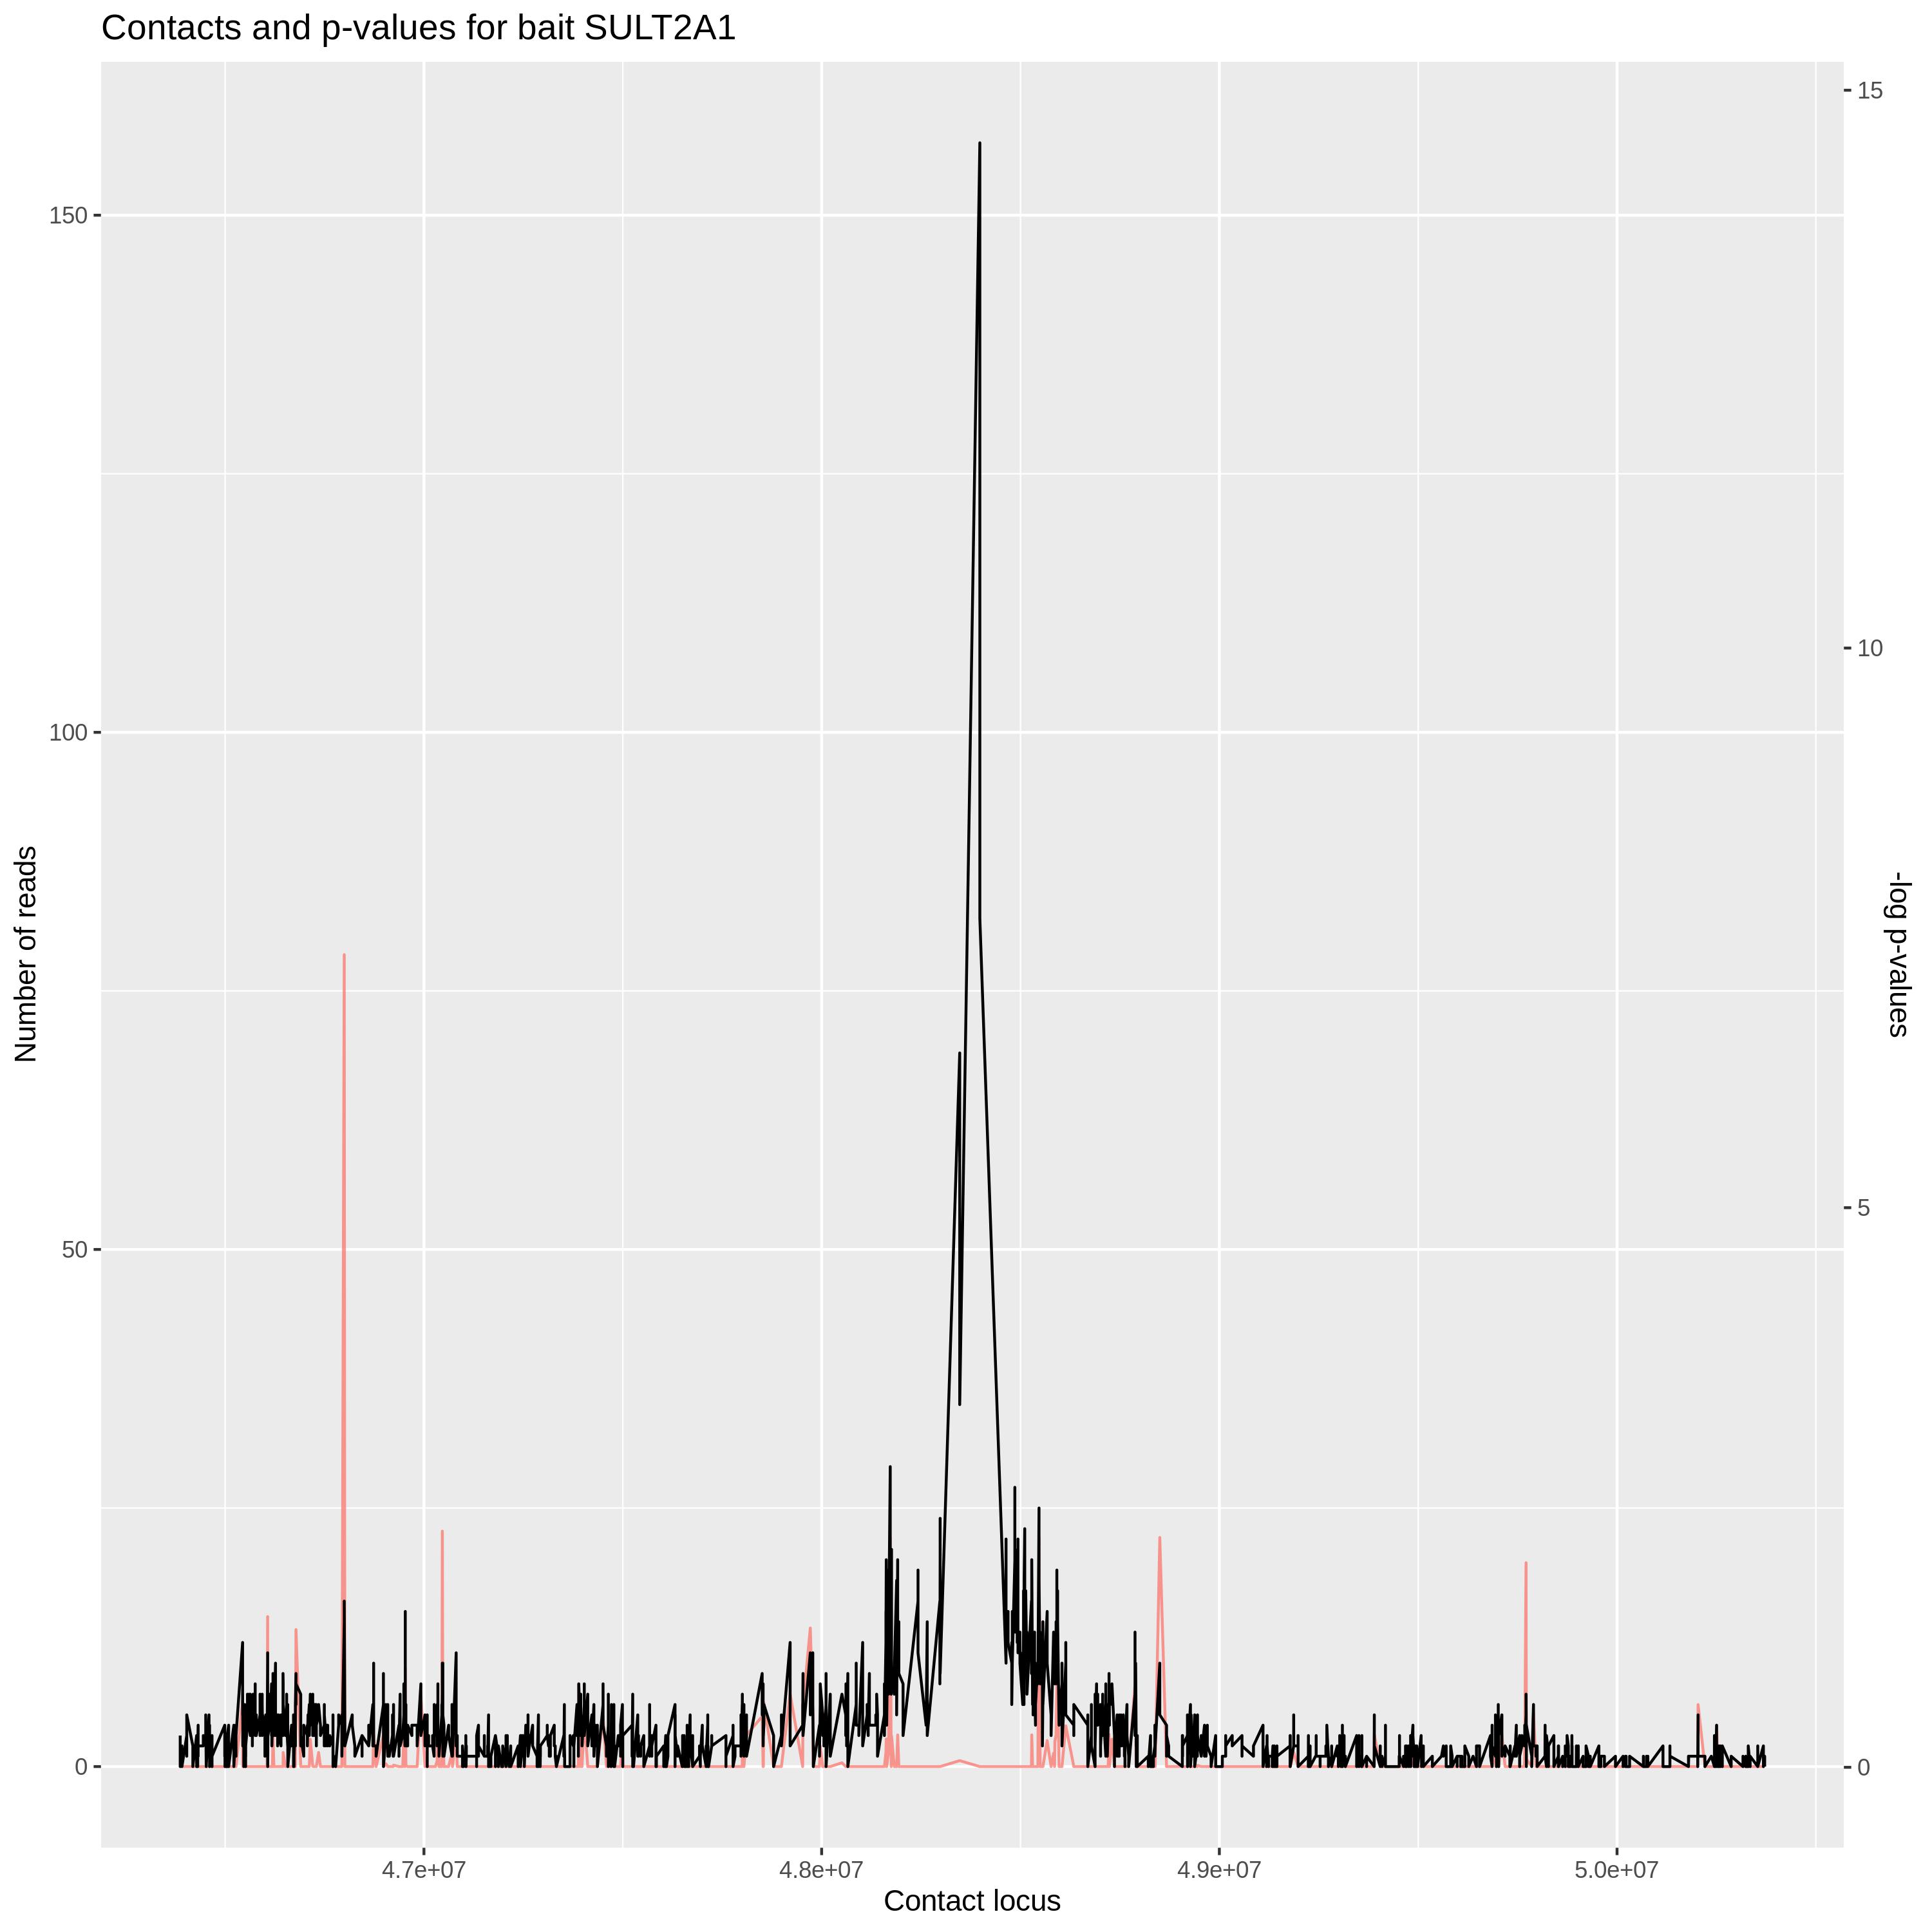 Contacts and p-values for bait SULT2A1
150
100
50
0
Number of reads
15
10
5
0
-log p-values
4.7e+07
4.8e+07
4.9e+07
5.0e+07
Contact locus